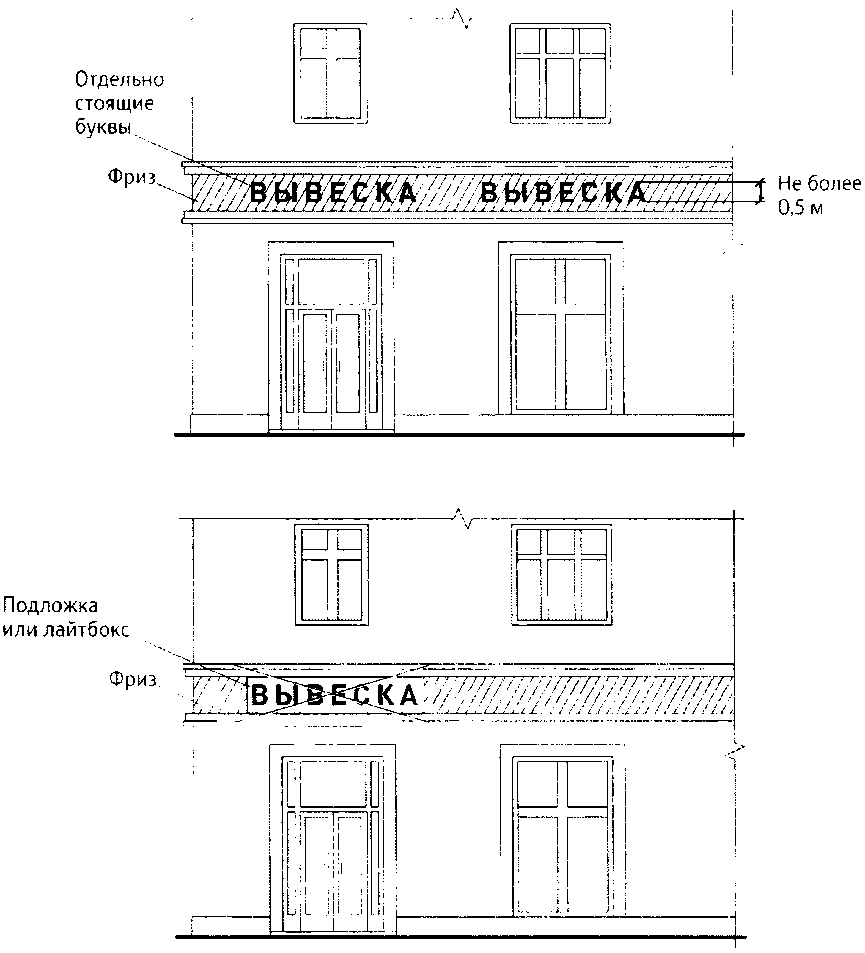 Отдельно
стоящие
буквы
Фриз
ВЫВЕСКА ВЫВЕСКА
Не более
0,5 м
Подложка
или лайтбокс
Фриз
ВЫВЕСКА